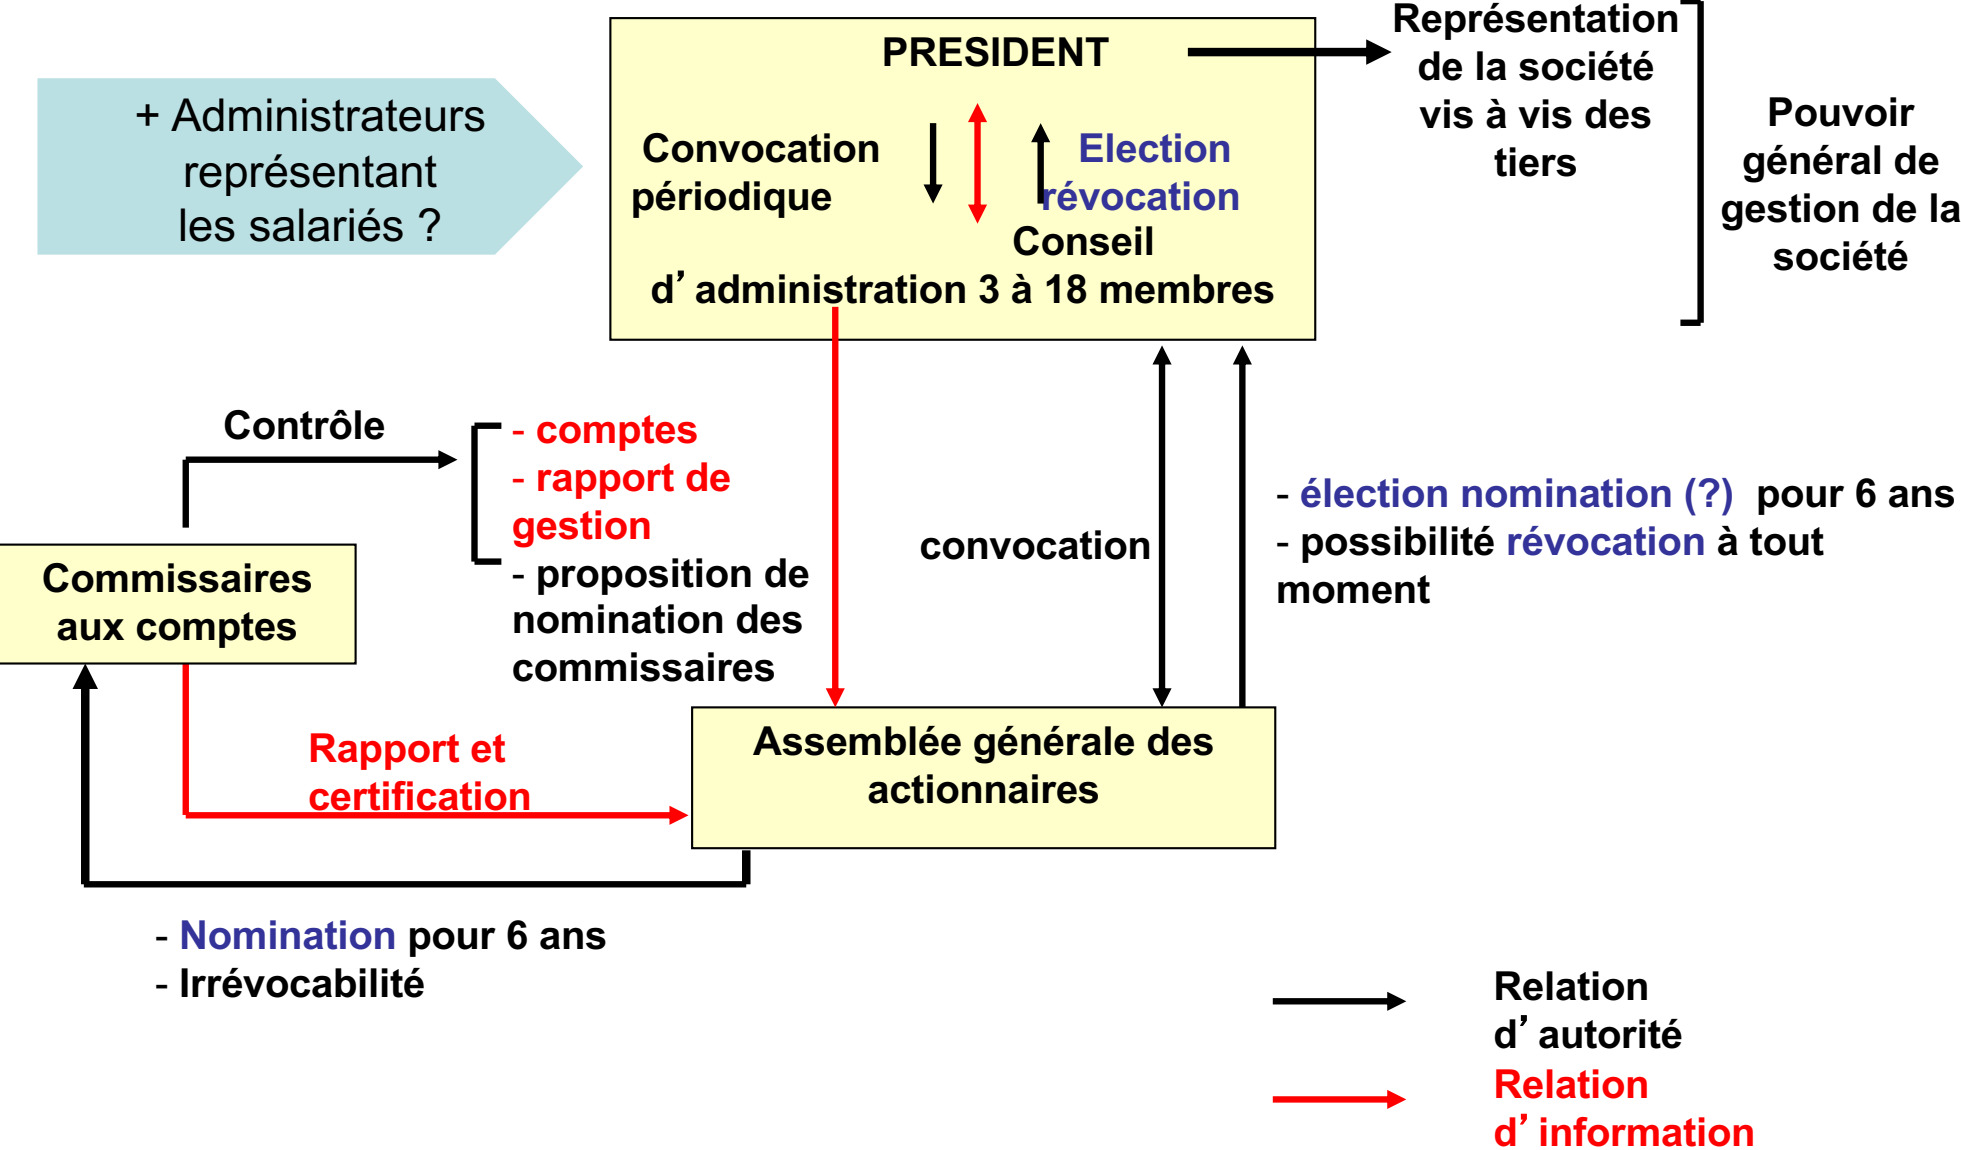 + Administrateurs
représentant
les salariés ?
PRESIDENT
Convocation
périodique
Election
révocation
Conseil
d’ administration 3 à 18 membres
Représentation
de la société
vis à vis des
tiers
Pouvoir
général de
gestion de la
société
Contrôle
- comptes
- rapport de
gestion
- proposition de
nomination des
commissaires
convocation
- élection nomination (?) pour 6 ans
- possibilité révocation à tout
moment
Commissaires
aux comptes
Rapport et
certification
Assemblée générale des
actionnaires
- Nomination pour 6 ans
- Irrévocabilité
Relation
d’ autorité
Relation
d’ information